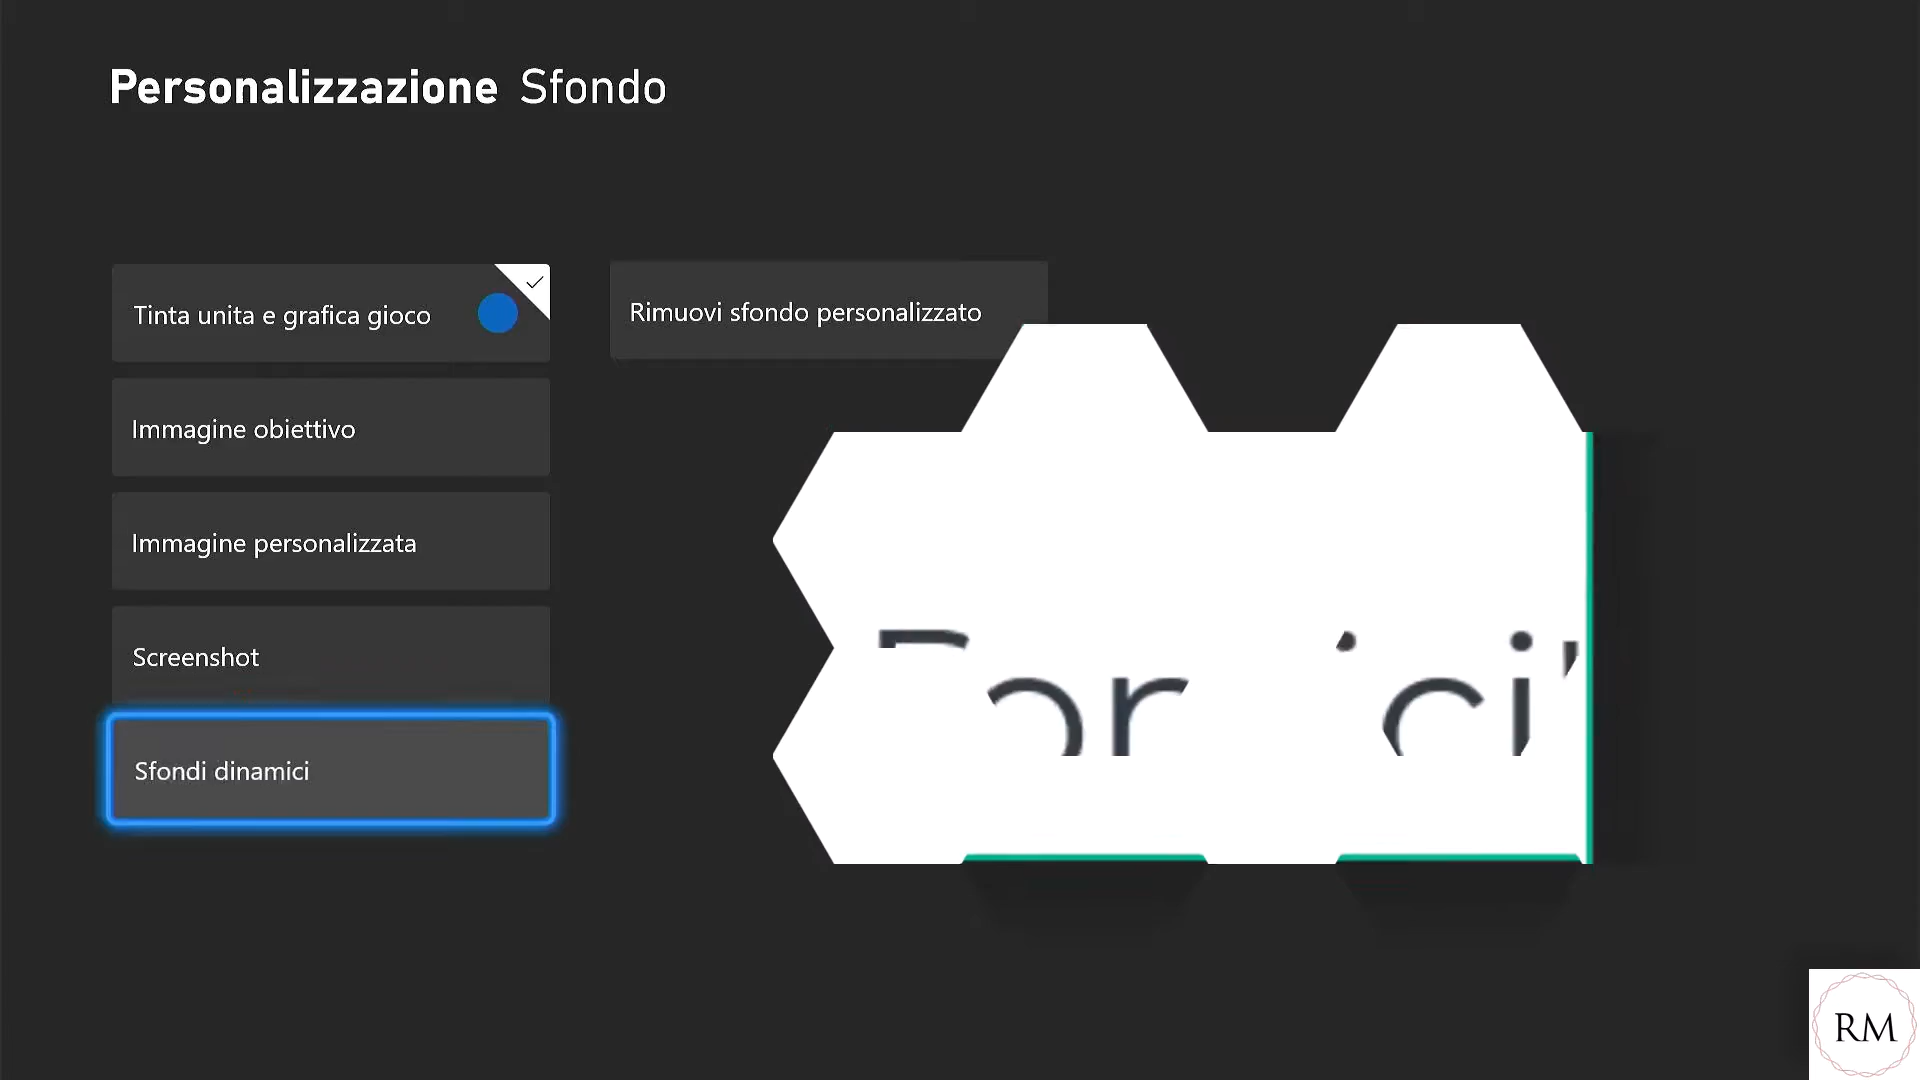 Personalizzazione Sfondo
Tinta unita e grafica gioco
Rimuovi sfondo personalizzato
Immagine obiettivo
Immagine personalizzata
Screenshot
Sfondi dinamici
RM